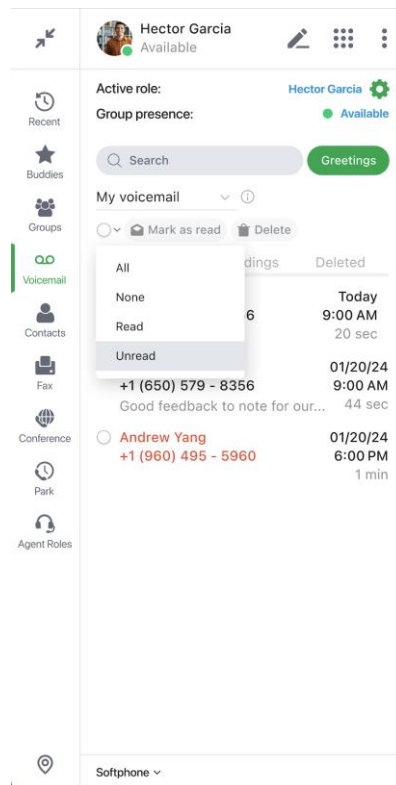 Hector Garcia
Available
Active role: Hector Garcia
Group presence: Available
Recent
Buddies
Groups
Voicemail
Contacts
Fax
Conference
Park
Agent Roles
Search
Greetings
My voicemail
Mark as read Delete
dings Deleted
All
None
Read
Unread
Today
6 9:00 AM
20 sec
01/20/24
+1 (650) 579 - 8356 9:00 AM
Good feedback to note for our... 44 sec
Andrew Yang 01/20/24
+1 (960) 495 - 5960 6:00 PM
1 min
Softphone